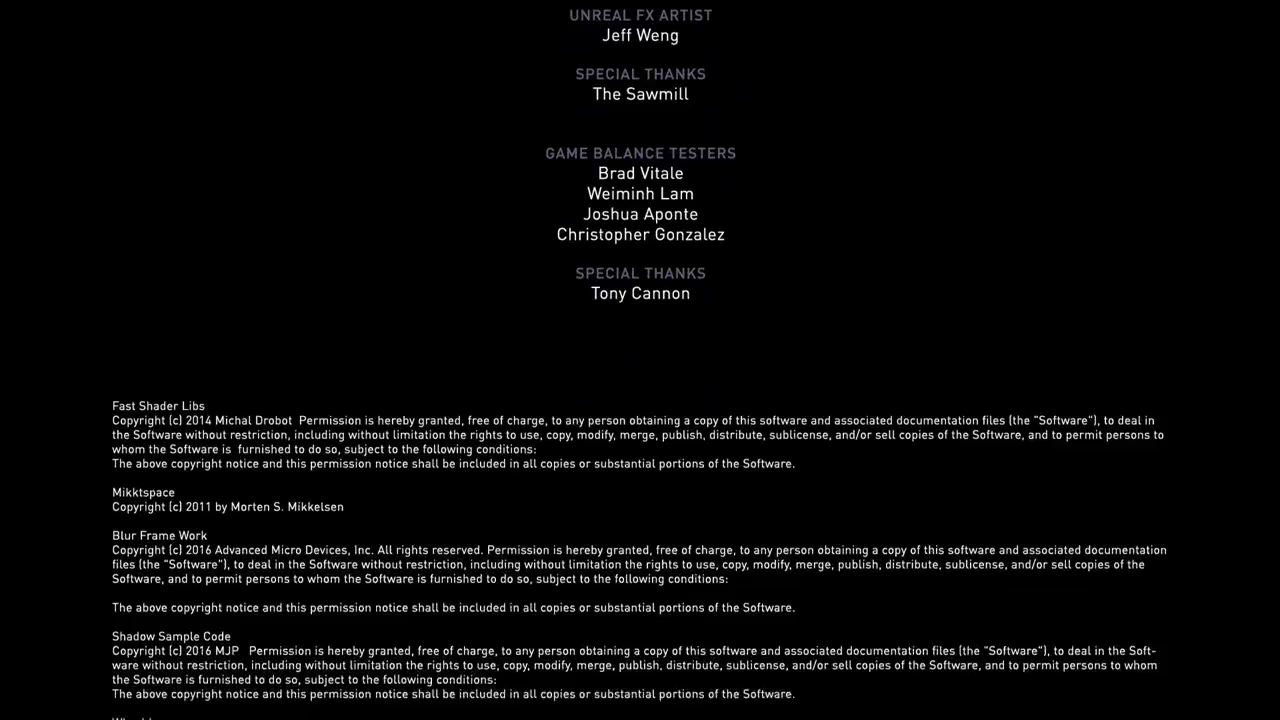 UNREAL FX ARTIST
Jeff Weng
SPECIAL THANKS
The Sawmill
GAME BALANCE TESTERS
Brad Vitale
Weiminh Lam
Joshua Aponte
Christopher Gonzalez
SPECIAL THANKS
Tony Cannon
Fast Shader Libs
Copyright (c) 2014 Michal Drobot  Permission is hereby granted, free of charge, to any person obtaining a copy of this software and associated documentation files (the "Software"), to deal in
the Software without restriction, including without limitation the rights to use, copy, modify, merge, publish, distribute, sublicense, and/or sell copies of the Software, and to permit persons to
whom the Software is  furnished to do so, subject to the following conditions:
The above copyright notice and this permission notice shall be included in all copies or substantial portions of the Software.
Mikktspace
Copyright (c) 2011 by Morten S. Mikkelsen
Blur Frame Work
Copyright (c) 2016 Advanced Micro Devices, Inc. All rights reserved. Permission is hereby granted, free of charge, to any person obtaining a copy of this software and associated documentation
files (the "Software"), to deal in the Software without restriction, including without limitation the rights to use, copy, modify, merge, publish, distribute, sublicense, and/or sell copies of the
Software, and to permit persons to whom the Software is furnished to do so, subject to the following conditions:
The above copyright notice and this permission notice shall be included in all copies or substantial portions of the Software.
Shadow Sample Code
Copyright (c) 2016 MJP   Permission is hereby granted, free of charge, to any person obtaining a copy of this software and associated documentation files (the "Software"), to deal in the Soft-
ware without restriction, including without limitation the rights to use, copy, modify, merge, publish, distribute, sublicense, and/or sell copies of the Software, and to permit persons to whom
the Software is furnished to do so, subject to the following conditions:
The above copyright notice and this permission notice shall be included in all copies or substantial portions of the Software.